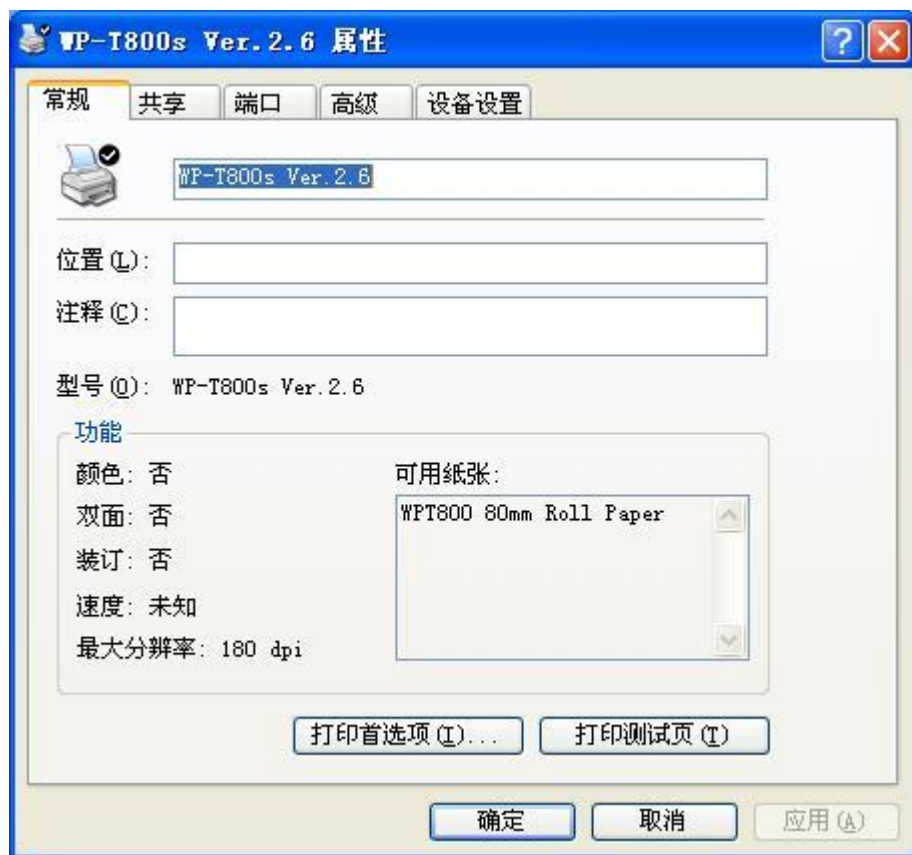 WP-T800s Ver.2.6 属性
常规 共享 端口 高级 设备设置
WP-T800s Ver.2.6
位置(L):
注释(C):
型号(O): WP-T800s Ver.2.6
功能
颜色: 否 可用纸张:
双面: 否 WPT800 80mm Roll Paper
装订: 否
速度: 未知
最大分辨率: 180 dpi
打印首选项(I)... 打印测试页(T)
确定 取消 应用(A)